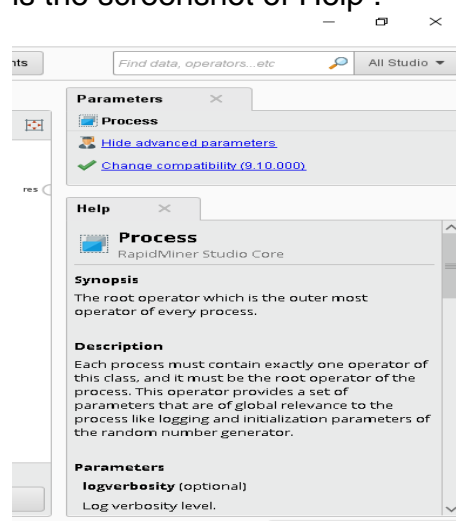 is the screenshot of Help .
nts
Find data, operators...etc
All Studio
Parameters
Process
Hide advanced parameters
Change compatibility (9.10.000)
res
Help
Process
RapidMiner Studio Core
Synopsis
The root operator which is the outer most
operator of every process.
Description
Each process must contain exactly one operator of
this class, and it must be the root operator of the
process. This operator provides a set of
parameters that are of global relevance to the
process like logging and initialization parameters of
the random number generator.
Parameters
logverbosity (optional)
Log verbosity level.